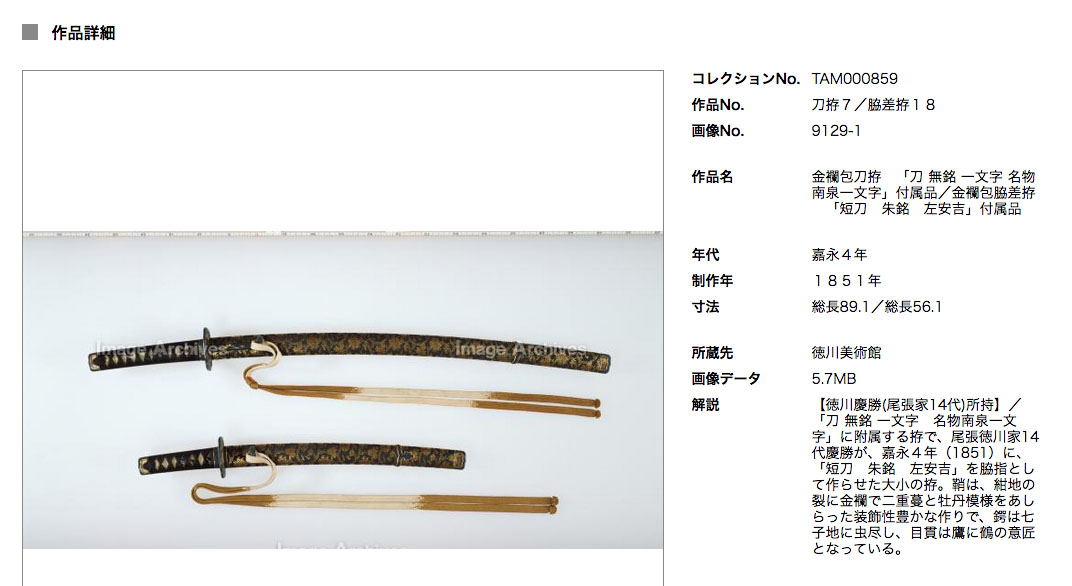 作品詳細
コレクションNo. TAM000859
作品No. 刀拵７／脇差拵１８
画像No. 9129-1
作品名 金襴包刀拵　「刀 無銘 一文字 名物
南泉一文字」付属品／金襴包脇差拵
「短刀　朱銘　左安吉」付属品
年代 嘉永４年
制作年 １８５１年
寸法 総長89.1／総長56.1
所蔵先 徳川美術館
画像データ 5.7MB
解説 【徳川慶勝(尾張家14代)所持】／
「刀 無銘 一文字　名物南泉一文
字」に附属する拵で、尾張徳川家14
代慶勝が、嘉永４年（1851）に、
「短刀　朱銘　左安吉」を脇指とし
て作らせた大小の拵。鞘は、紺地の
裂に金襴で二重蔓と牡丹模様をあし
らった装飾性豊かな作りで、鍔は七
子地に虫尽し、目貫は鷹に鶴の意匠
となっている。
Image Archives
Image Archives
Image Archives